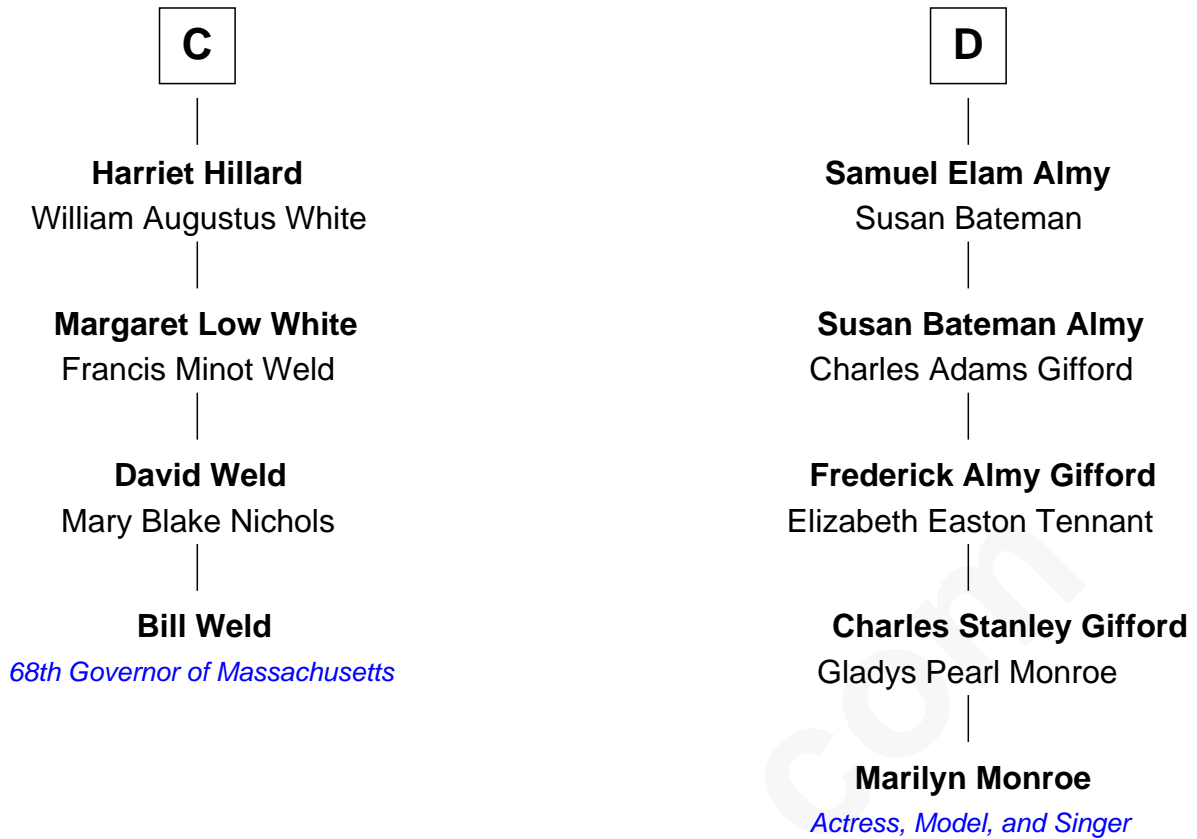 C
Harriet Hillard
William Augustus White
Margaret Low White
Francis Minot Weld
David Weld
Mary Blake Nichols
Bill Weld
68th Governor of Massachusetts
D
Samuel Elam Almy
Susan Bateman
Susan Bateman Almy
Charles Adams Gifford
Frederick Almy Gifford
Elizabeth Easton Tennant
Charles Stanley Gifford
Gladys Pearl Monroe
Marilyn Monroe
Actress, Model, and Singer
com